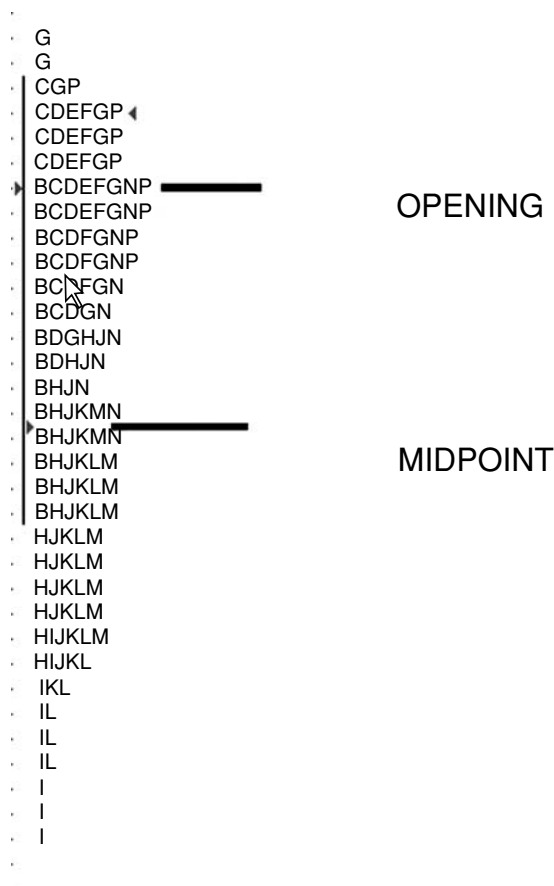 G
G
CGP
CDEFGP
CDEFGP
CDEFGP
BCDEFGNP
BCDEFGNP
OPENING
BCDFGNP
BCDFGNP
BCDFGN
BCDGN
BDGHJN
BDHJN
BHJN
BHJKMN
BHJKMN
BHJKLM
MIDPOINT
BHJKLM
BHJKLM
HJKLM
HJKLM
HJKLM
HJKLM
HIJKLM
HIJKL
IKL
IL
IL
IL
I
I
I